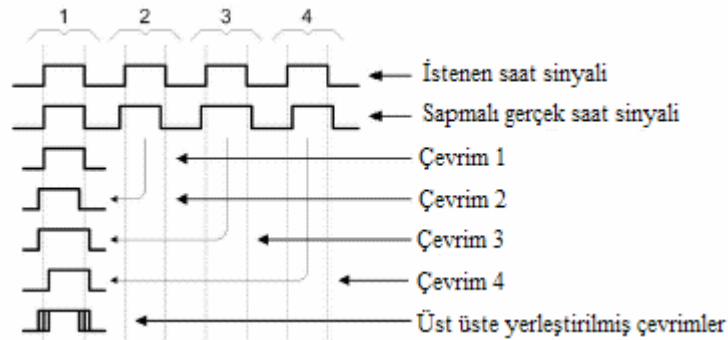 1 2 3 4
İstenen saat sinyali
Sapmalı gerçek saat sinyali
Çevrim 1
Çevrim 2
Çevrim 3
Çevrim 4
Üst üste yerleştirilmiş çevrimler